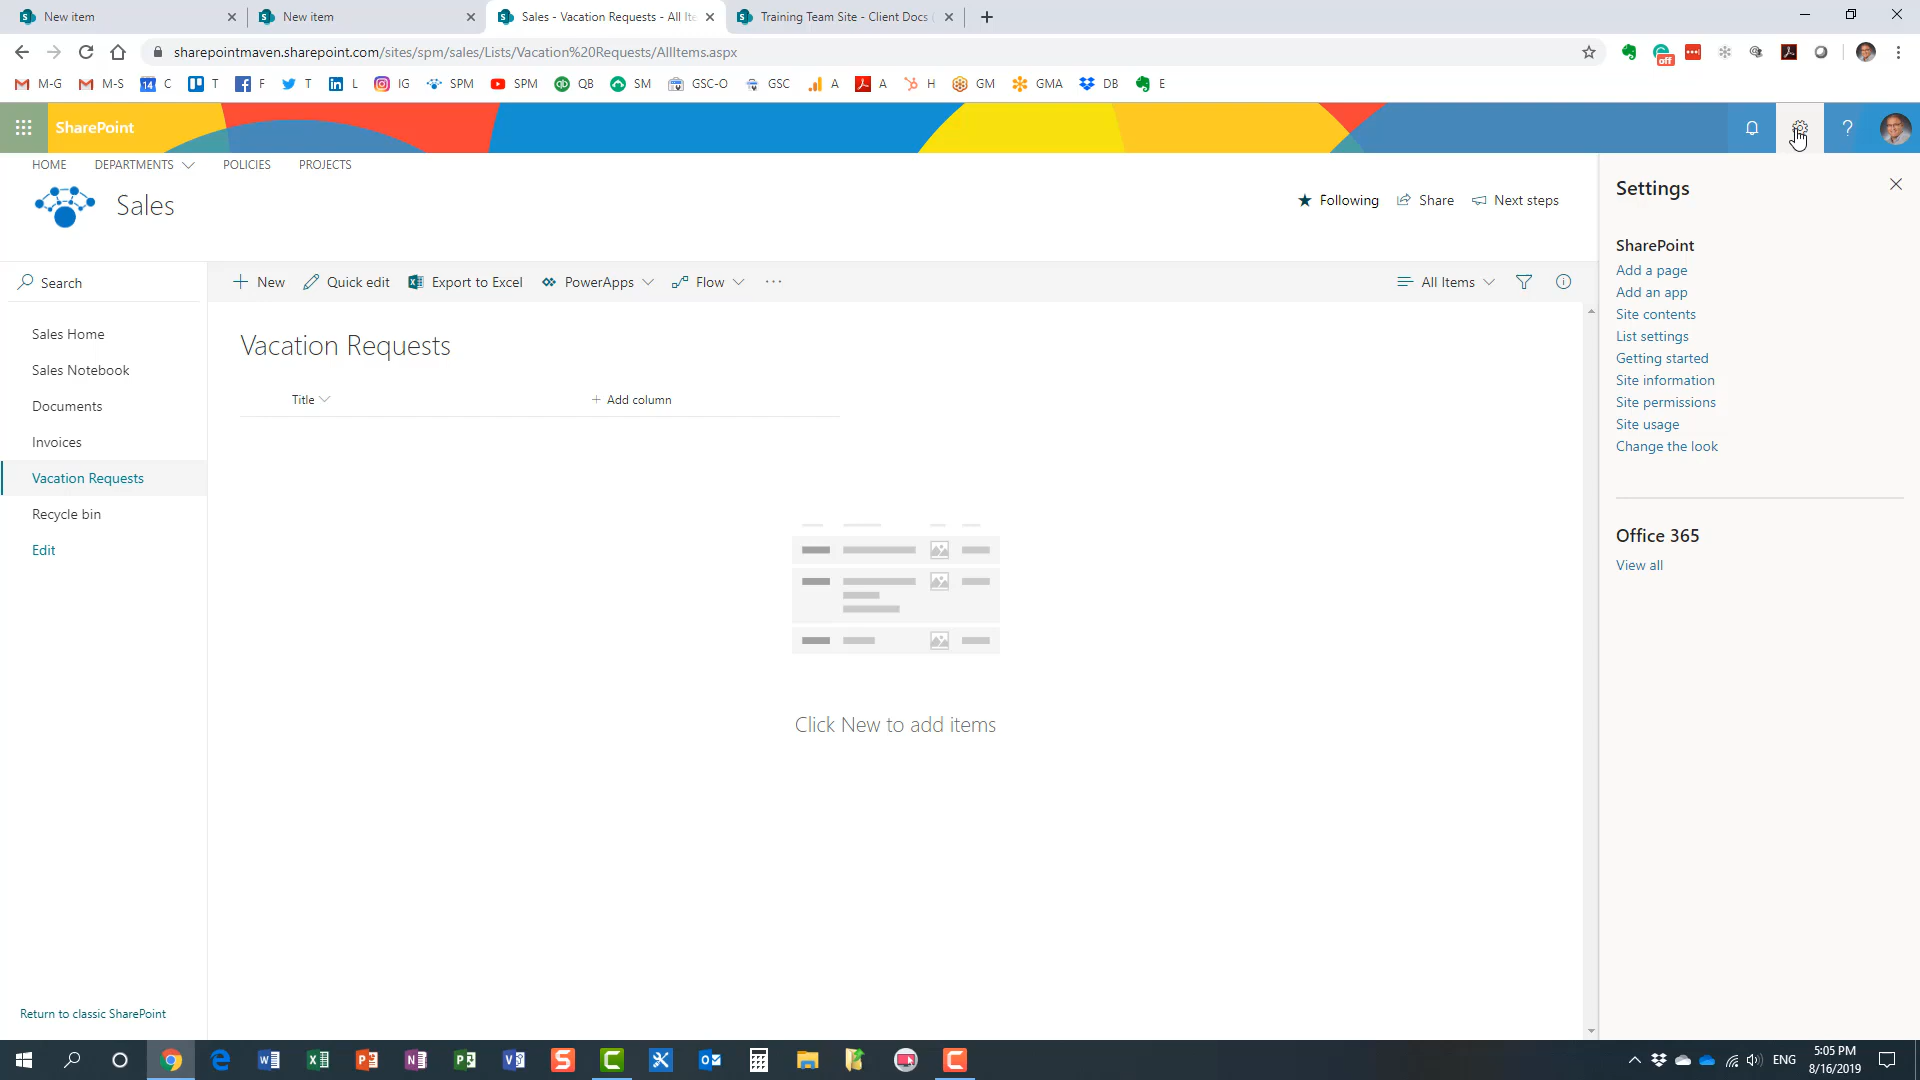 New item
New item
Sales - Vacation Requests - All Ite
Training Team Site - Client Docs
sharepointmaven.sharepoint.com/sites/spm/sales/Lists/Vacation%20Requests/AllItems.aspx
off
M-G
M-S
14
C
T
F
T
L
IG
SPM
SPM
QB
SM
GSC-O
GSC
A
A
H
GM
GMA
DB
E
SharePoint
HOME
DEPARTMENTS
POLICIES
PROJECTS
Sales
Following
Share
Next steps
Settings
SharePoint
Add a page
Add an app
Site contents
List settings
Getting started
Site information
Site permissions
Site usage
Change the look
Office 365
View all
Search
New
Quick edit
Export to Excel
PowerApps
Flow
All Items
Sales Home
Sales Notebook
Documents
Invoices
Vacation Requests
Recycle bin
Edit
Vacation Requests
Title
Add column
Click New to add items
Return to classic SharePoint
ENG
5:05 PM
8/16/2019